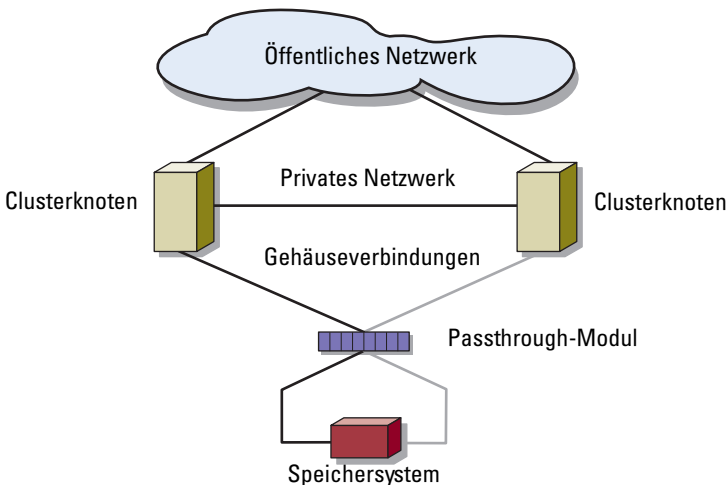 Öffentliches Netzwerk
Privates Netzwerk
Clusterknoten
Clusterknoten
Gehäuseverbindungen
Passthrough-Modul
Speichersystem